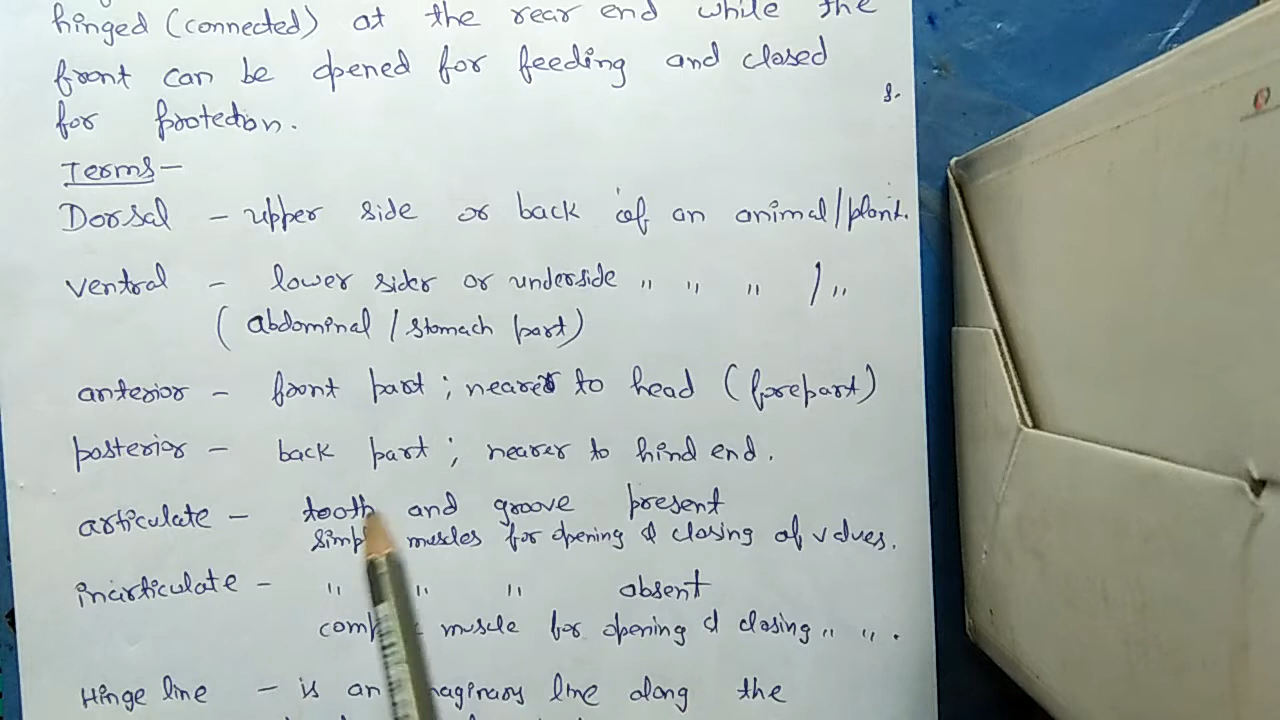 hinged (connected) at the rear end while the
front can be opened for feeding and closed
for protection.
Terms -
Dorsal - upper side or back of an animal/plant.
ventral - lower sider or underside " " " / "
(abdominal / stomach part)
anterior - front part ; nearer to head (forepart)
posterior - back part ; nearer to hind end.
articulate - tooth and groove present
muscles for opening & closing of valves.
inarticulate - " " " absent
muscle for opening & closing " " .
Hinge line - is an line along the